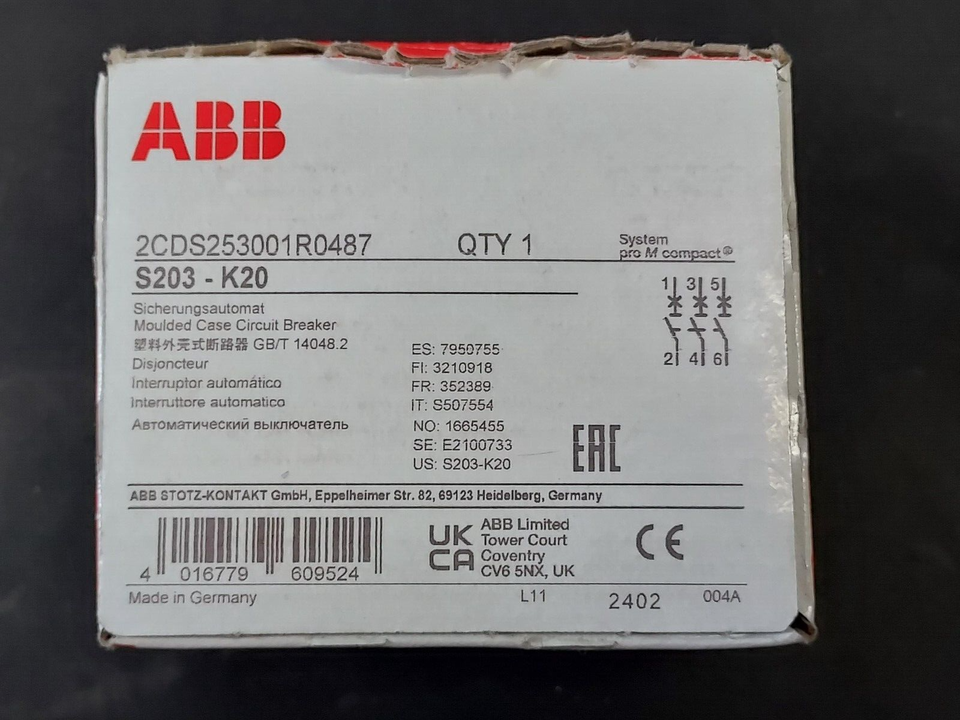 ABB
2CDS253001R0487 QTY 1
System
pro M compact®
S203 - K20
1 3 5
2 4 6
Sicherungsautomat
Moulded Case Circuit Breaker
塑料外壳式断路器 GB/T 14048.2
Disjoncteur
Interruptor automático
Interruttore automatico
Автоматический выключатель
ES: 7950755
FI: 3210918
FR: 352389
IT: S507554
NO: 1665455
SE: E2100733
US: S203-K20
EAC
ABB STOTZ-KONTAKT GmbH, Eppelheimer Str. 82, 69123 Heidelberg, Germany
4 016779 609524
UK
CA
ABB Limited
Tower Court
Coventry
CV6 5NX, UK
CE
Made in Germany L11 2402 004A